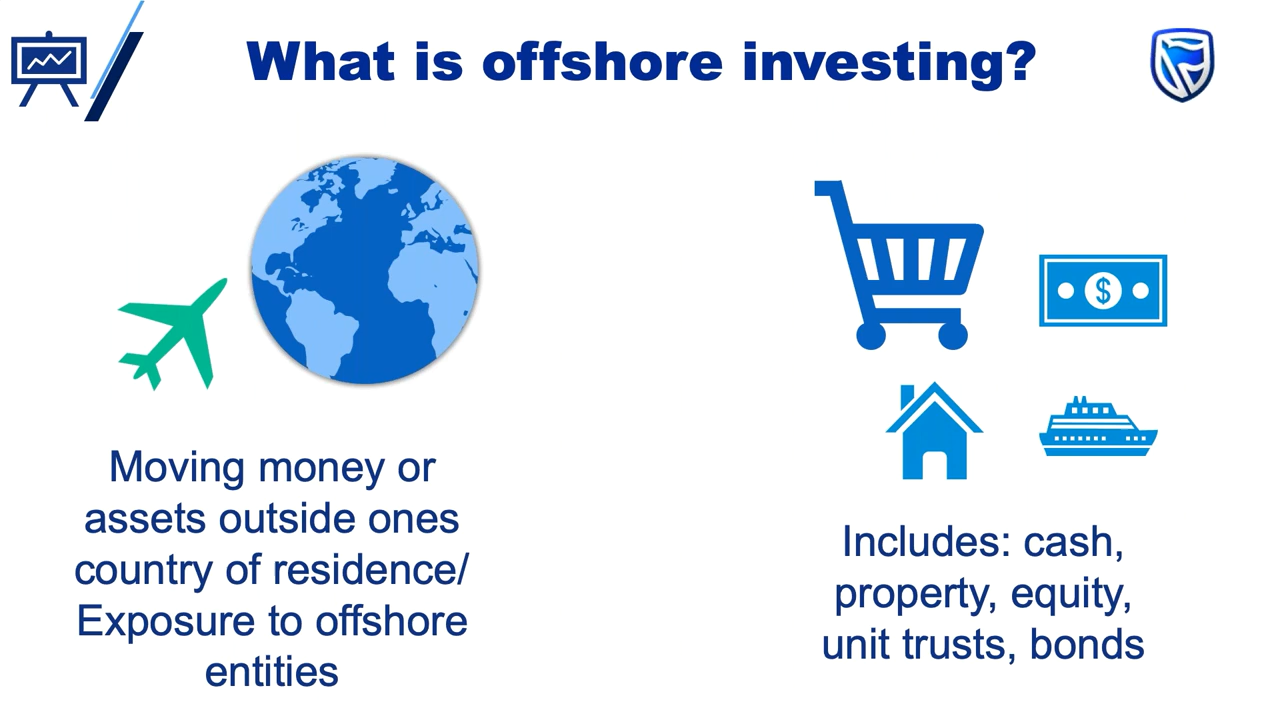 What is offshore investing?
Moving money or
assets outside ones
country of residence/
Exposure to offshore
entities
$
Includes: cash,
property, equity,
unit trusts, bonds